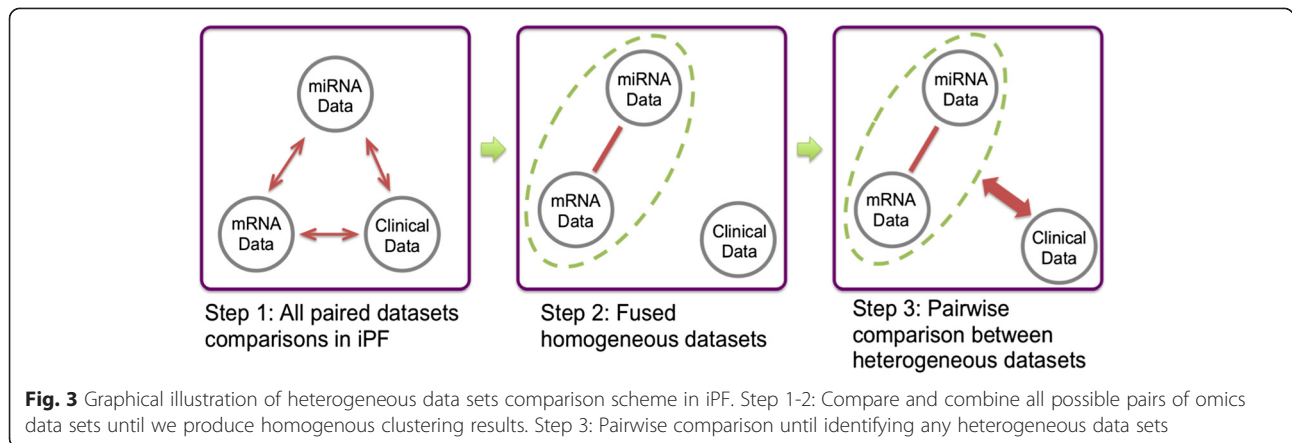 miRNA
Data
mRNA
Data
Clinical
Data
Step 1: All paired datasets
comparisons in iPF
miRNA
Data
mRNA
Data
Clinical
Data
Step 2: Fused
homogeneous datasets
miRNA
Data
mRNA
Data
Clinical
Data
Step 3: Pairwise
comparison between
heterogeneous datasets
Fig. 3 Graphical illustration of heterogeneous data sets comparison scheme in iPF. Step 1-2: Compare and combine all possible pairs of omics
data sets until we produce homogenous clustering results. Step 3: Pairwise comparison until identifying any heterogeneous data sets